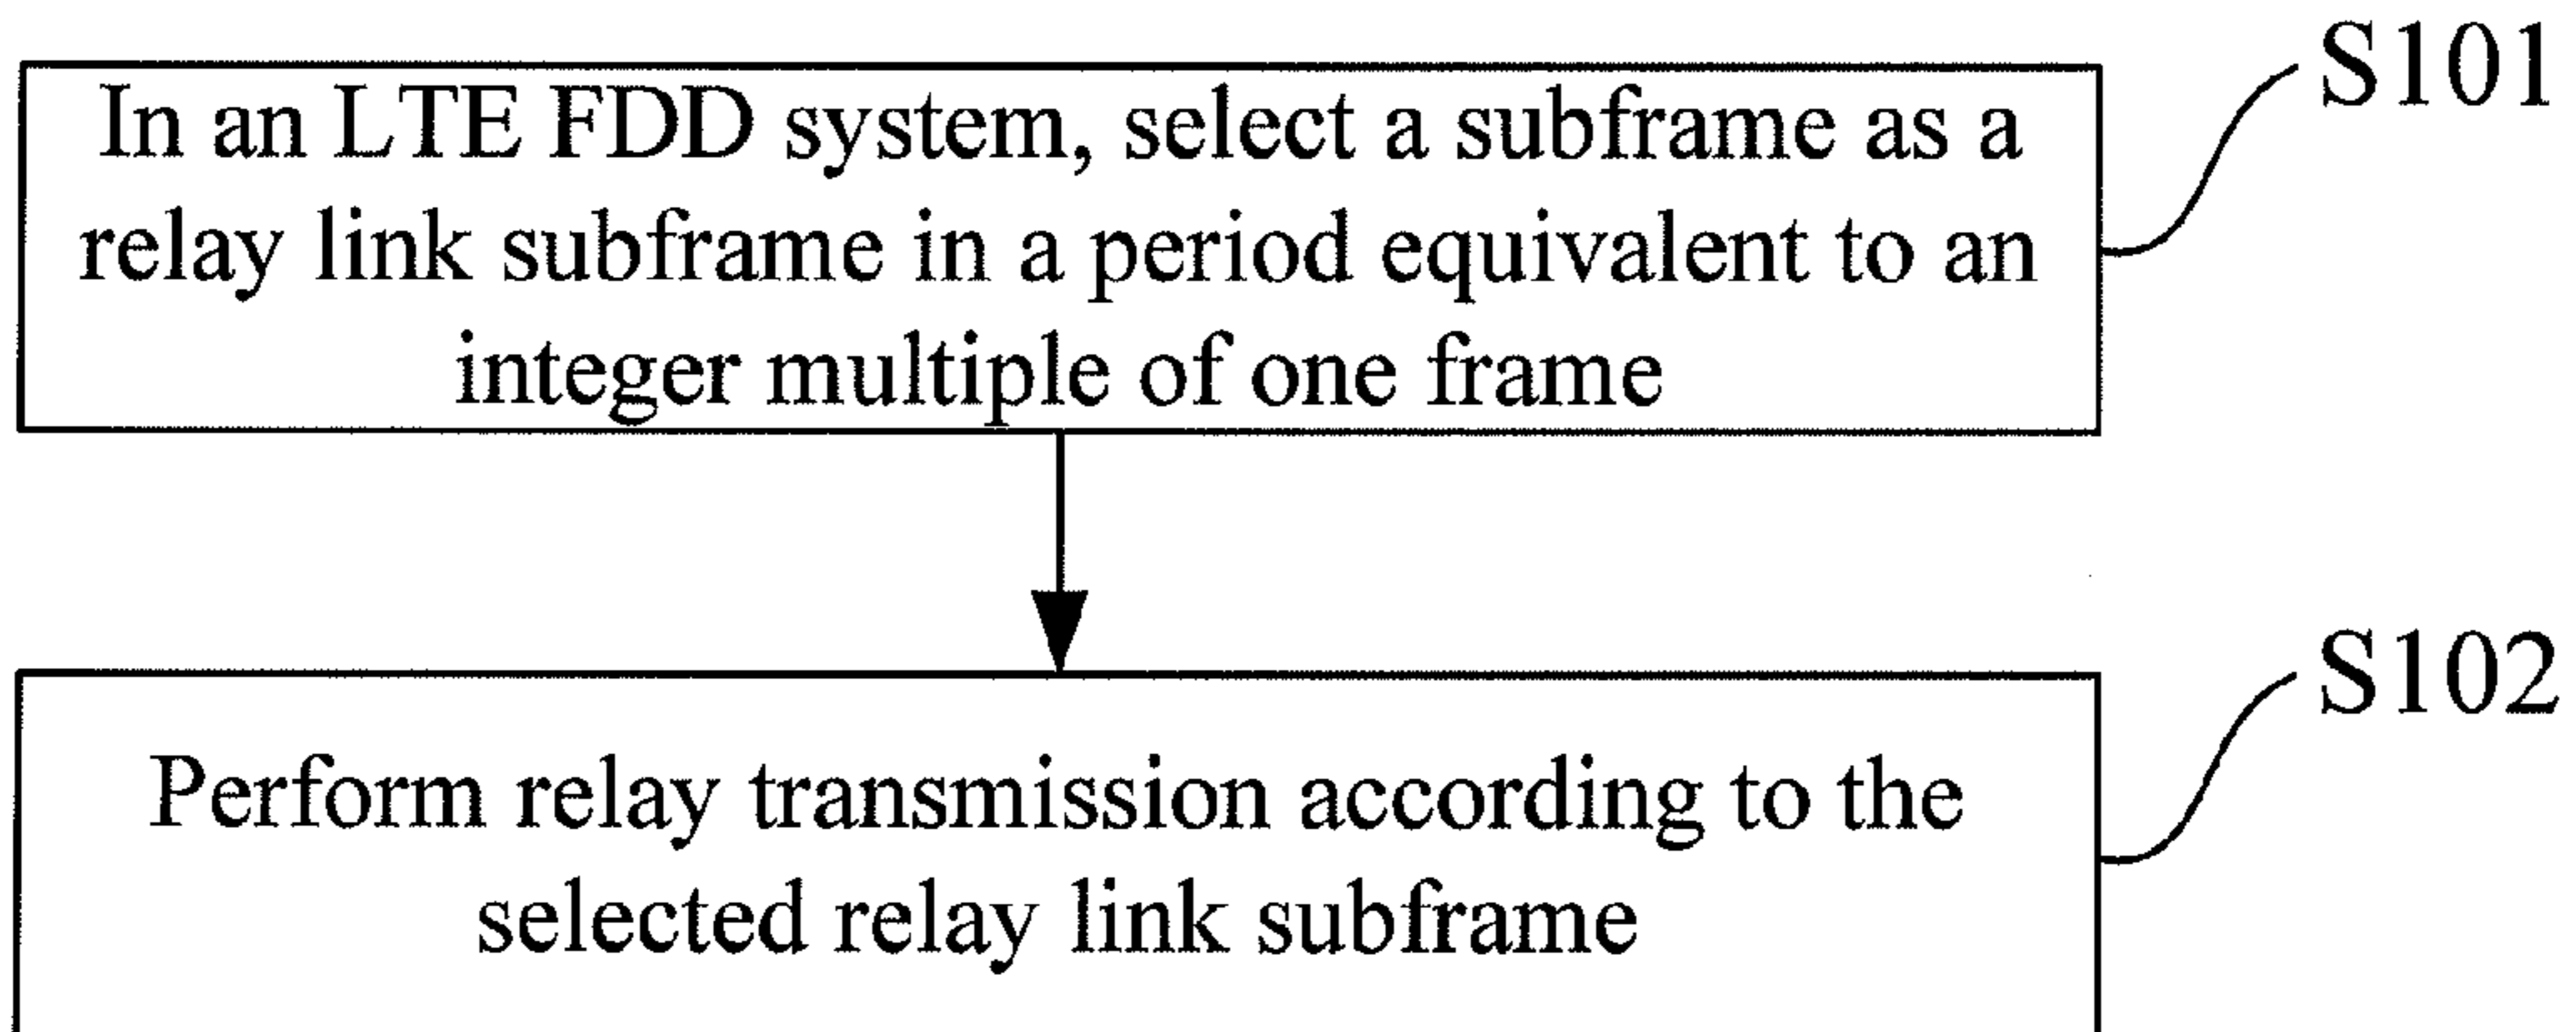 S101
In an LTE FDD system, select a subframe as a
relay link subframe in a period equivalent to an
integer multiple of one frame
S102
Perform relay transmission according to the
selected relay link subframe